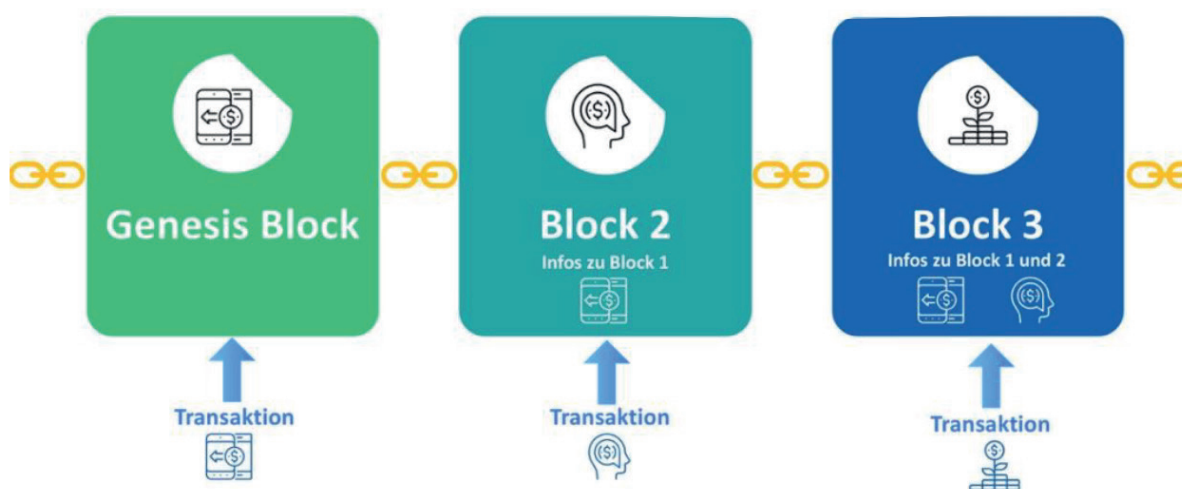 Genesis Block
Block 2
Infos zu Block 1
Block 3
Infos zu Block 1 und 2
Transaktion
Transaktion
Transaktion